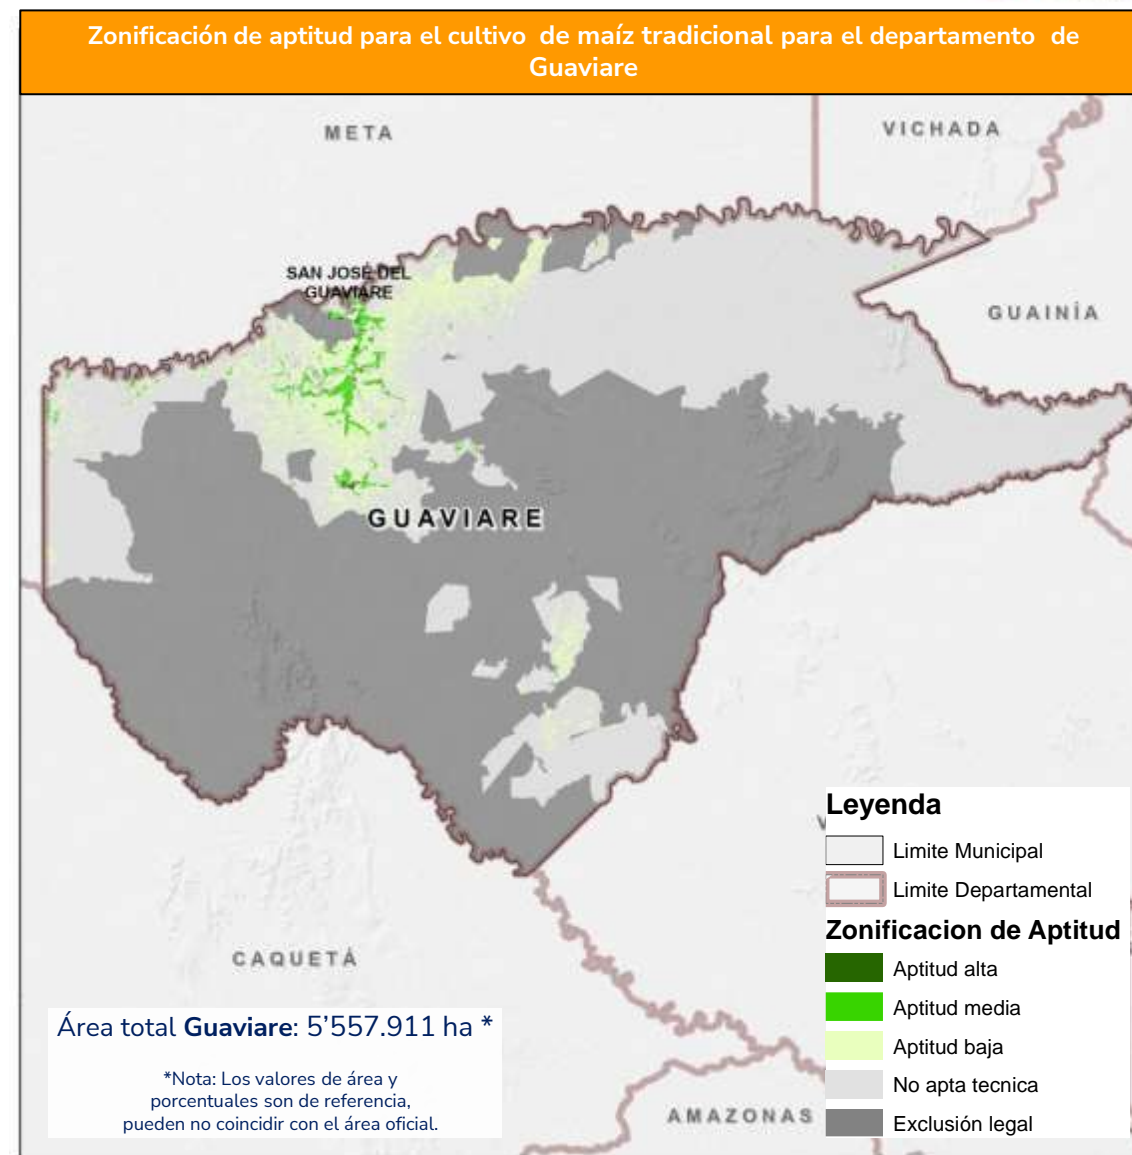 Zonificación de aptitud para el cultivo de maíz tradicional para el departamento de
Guaviare
META
VICHADA
SAN JOSÉ DEL
GUAVIARE
GUAINÍA
GUAVIARE
CAQUETÁ
AMAZONAS
Área total Guaviare: 5'557.911 ha *
*Nota: Los valores de área y
porcentuales son de referencia,
pueden no coincidir con el área oficial.
Leyenda
Limite Municipal
Limite Departamental
Zonificacion de Aptitud
Aptitud alta
Aptitud media
Aptitud baja
No apta tecnica
Exclusión legal